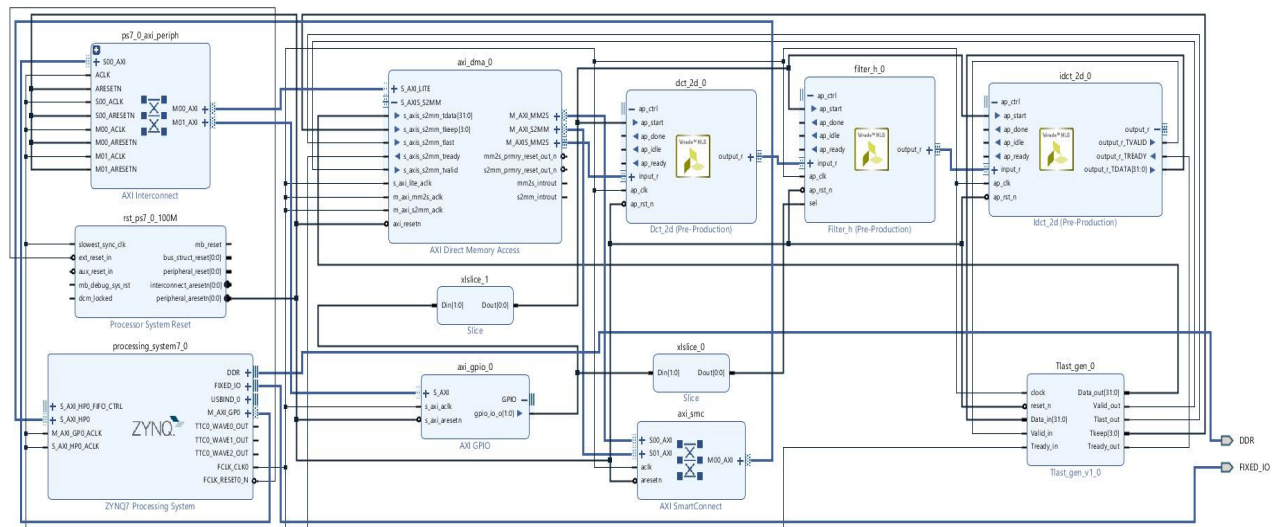 ps7_0_axi_periph
S00_AXI
ACLK
ARESETN
S00_ACLK
S00_ARESETN
M00_ACLK
M00_ARESETN
M01_ACLK
M01_ARESETN
M00_AXI
M01_AXI
AXI Interconnect
rst_ps7_0_100M
slowest_sync_clk
ext_reset_in
aux_reset_in
mb_debug_sys_rst
dcm_locked
mb_reset
bus_struct_reset[0:0]
peripheral_reset[0:0]
interconnect_aresetn[0:0]
peripheral_aresetn[0:0]
Processor System Reset
processing_system7_0
S_AXI_HP0_FIFO_CTRL
S_AXI_HP0
M_AXI_GP0_ACLK
S_AXI_HP0_ACLK
ZYNQ
DDR
FIXED_IO
USBIND_0
M_AXI_GP0
TTC0_WAVE0_OUT
TTC0_WAVE1_OUT
TTC0_WAVE2_OUT
FCLK_CLK0
FCLK_RESET0_N
ZYNQ7 Processing System
axi_dma_0
S_AXI_LITE
S_AXIS_S2MM
s_axis_s2mm_tdata[31:0]
s_axis_s2mm_tkeep[3:0]
s_axis_s2mm_tlast
s_axis_s2mm_tready
s_axis_s2mm_tvalid
s_axi_lite_aclk
m_axi_mm2s_aclk
m_axi_s2mm_aclk
axi_resetn
M_AXI_MM2S
M_AXI_S2MM
M_AXIS_MM2S
mm2s_prmry_reset_out_n
s2mm_prmry_reset_out_n
mm2s_introut
s2mm_introut
AXI Direct Memory Access
xlslice_1
Din[1:0]
Dout[0:0]
Slice
axi_gpio_0
S_AXI
s_axi_aclk
s_axi_aresetn
GPIO
gpio_io_o[1:0]
AXI GPIO
dct_2d_0
ap_ctrl
ap_start
ap_done
ap_idle
ap_ready
input_r
ap_clk
ap_rst_n
Vivado™ HLS
output_r
Dct_2d (Pre-Production)
filter_h_0
ap_ctrl
ap_start
ap_done
ap_idle
ap_ready
input_r
ap_clk
ap_rst_n
sel
Vivado™ HLS
output_r
Filter_h (Pre-Production)
idct_2d_0
ap_ctrl
ap_start
ap_done
ap_idle
ap_ready
input_r
ap_clk
ap_rst_n
Vivado™ HLS
output_r
output_r_TVALID
output_r_TREADY
output_r_TDATA[31:0]
Idct_2d (Pre-Production)
xlslice_0
Din[1:0]
Dout[0:0]
Slice
axi_smc
S00_AXI
S01_AXI
aclk
aresetn
M00_AXI
AXI SmartConnect
Tlast_gen_0
clock
reset_n
Data_in[31:0]
Valid_in
Tready_in
Data_out[31:0]
Valid_out
Tlast_out
Tkeep[3:0]
Tready_out
Tlast_gen_v1_0
DDR
FIXED_IO